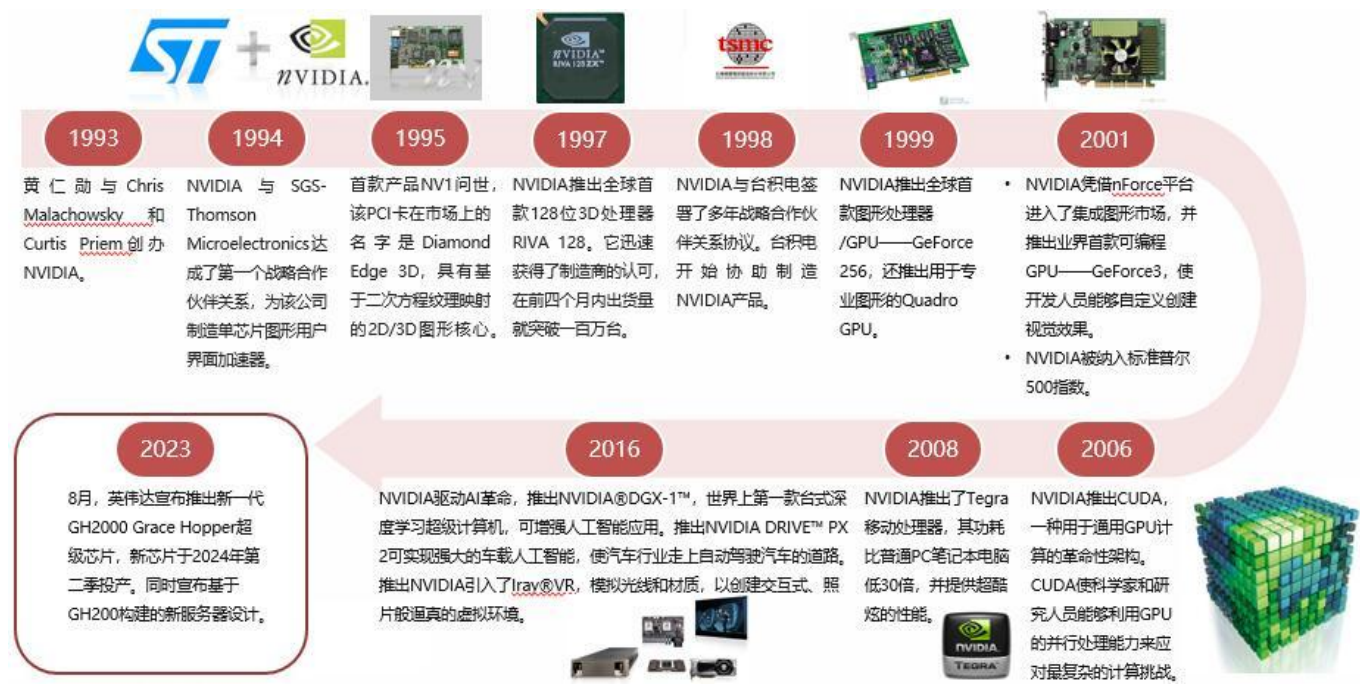 ST
nVIDIA.
nVIDIA™
RIVA 128 ZX™
tsmc
1993
1994
1995
1997
1998
1999
2001
黄仁勋与Chris
Malachowsky 和
Curtis Priem创办
NVIDIA。
NVIDIA 与 SGS-
Thomson
Microelectronics达
成了第一个战略合作
伙伴关系，为该公司
制造单芯片图形用户
界面加速器。
首款产品NV1问世，
该PCI卡在市场上的
名字是Diamond
Edge 3D，具有基
于二次方程纹理映射
的2D/3D图形核心。
NVIDIA推出全球首
款128位3D处理器
RIVA 128。它迅速
获得了制造商的认可，
在前四个月内出货量
就突破一百万台。
NVIDIA与台积电签
署了多年战略合作伙
伴关系协议。台积电
开始协助制造
NVIDIA产品。
NVIDIA推出全球首
款图形处理器
/GPU——GeForce
256，还推出用于专
业图形的Quadro
GPU。
• NVIDIA凭借nForce平台
进入了集成图形市场，并
推出业界首款可编程
GPU——GeForce3，使
开发人员能够自定义创建
视觉效果。
• NVIDIA被纳入标准普尔
500指数。
2023
2016
2008
2006
8月，英伟达宣布推出新一代
GH2000 Grace Hopper超
级芯片，新芯片于2024年第
二季投产。同时宣布基于
GH200构建的新服务器设计。
NVIDIA驱动AI革命，推出NVIDIA®DGX-1™，世界上第一款台式深
度学习超级计算机，可增强人工智能应用。推出NVIDIA DRIVE™ PX
2可实现强大的车载人工智能，使汽车行业走上自动驾驶汽车的道路。
推出NVIDIA引入了Iray®VR，模拟光线和材质，以创建交互式、照
片般逼真的虚拟环境。
NVIDIA推出了Tegra
移动处理器，其功耗
比普通PC笔记本电脑
低30倍，并提供超酷
炫的性能。
NVIDIA.
TEGRA
NVIDIA推出CUDA，
一种用于通用GPU计
算的革命性架构。
CUDA使科学家和研
究人员能够利用GPU
的并行处理能力来应
对最复杂的计算挑战。